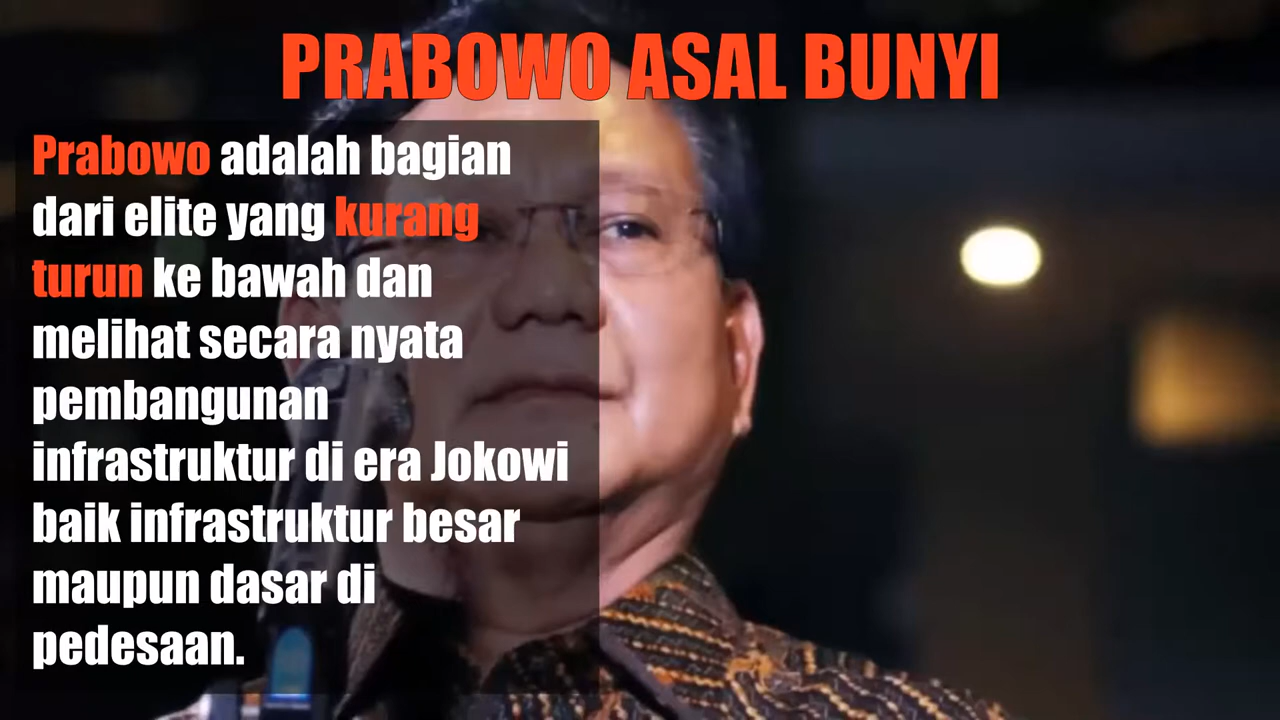 PRABOWO ASAL BUNYI
Prabowo adalah bagian
dari elite yang kurang
turun ke bawah dan
melihat secara nyata
pembangunan
infrastruktur di era Jokowi
baik infrastruktur besar
maupun dasar di
pedesaan.